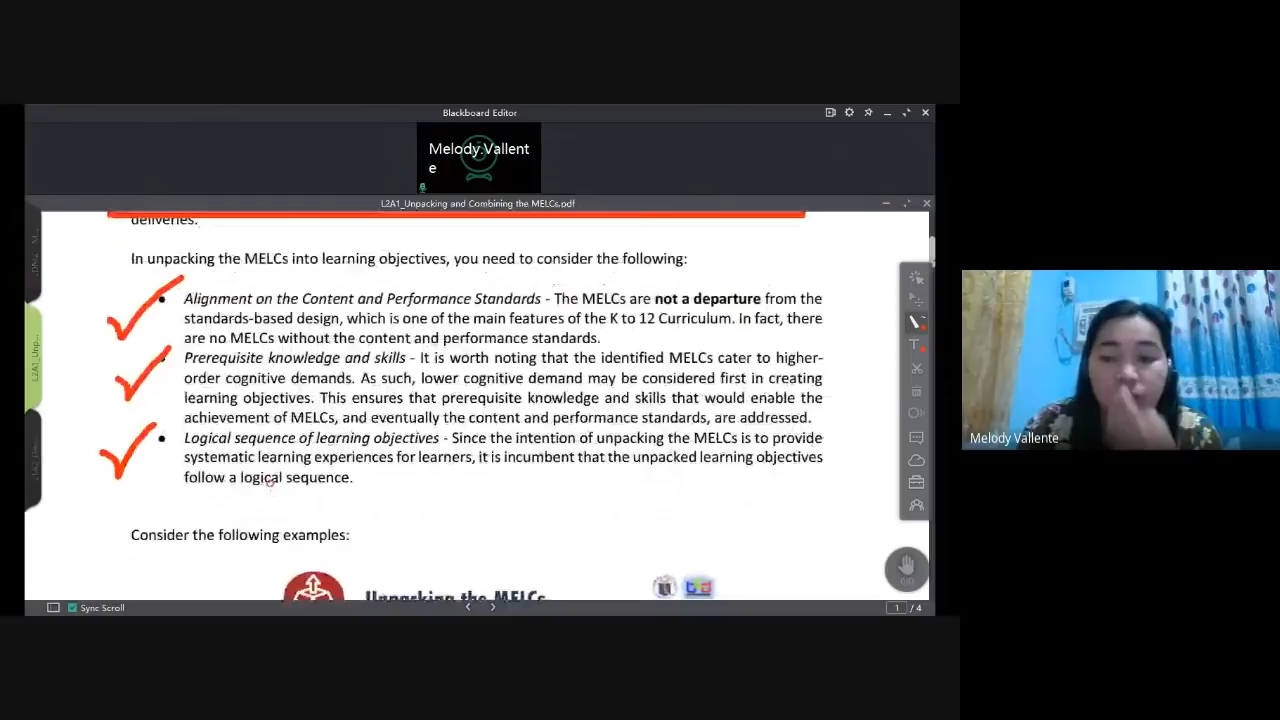 Blackboard Editor
Melody Vallent
e
L2A1_Unpacking and Combining the MELCs.pdf
deliveries.
In unpacking the MELCs into learning objectives, you need to consider the following:
Alignment on the Content and Performance Standards - The MELCs are not a departure from the
standards-based design, which is one of the main features of the K to 12 Curriculum. In fact, there
are no MELCs without the content and performance standards.
Prerequisite knowledge and skills - It is worth noting that the identified MELCs cater to higher-
order cognitive demands. As such, lower cognitive demand may be considered first in creating
learning objectives. This ensures that prerequisite knowledge and skills that would enable the
achievement of MELCs, and eventually the content and performance standards, are addressed.
Logical sequence of learning objectives - Since the intention of unpacking the MELCs is to provide
systematic learning experiences for learners, it is incumbent that the unpacked learning objectives
follow a logical sequence.
Consider the following examples:
Unpacking the MELCs
Sync Scroll
1 / 4
0/0
Melody Vallente